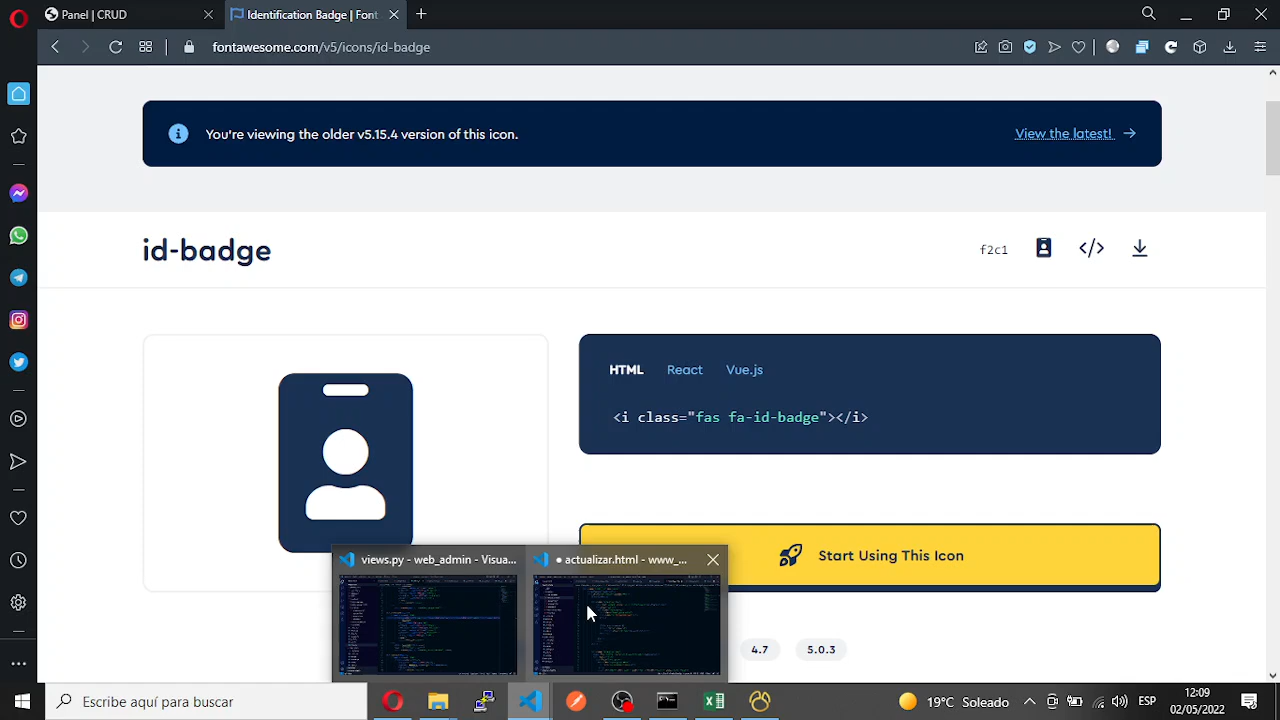 Panel | CRUD
Identification Badge | Font
fontawesome.com/v5/icons/id-badge
You're viewing the older v5.15.4 version of this icon.
View the latest!
id-badge
f2c1
HTML React Vue.js
<i class="fas fa-id-badge"></i>
Start Using This Icon
views.py - web_admin - Visua...
● actualizar.html - www_...
4.7 5.0.3
Escribe aquí para bus
19°C Soleado
ESP
12:09
02/05/2022